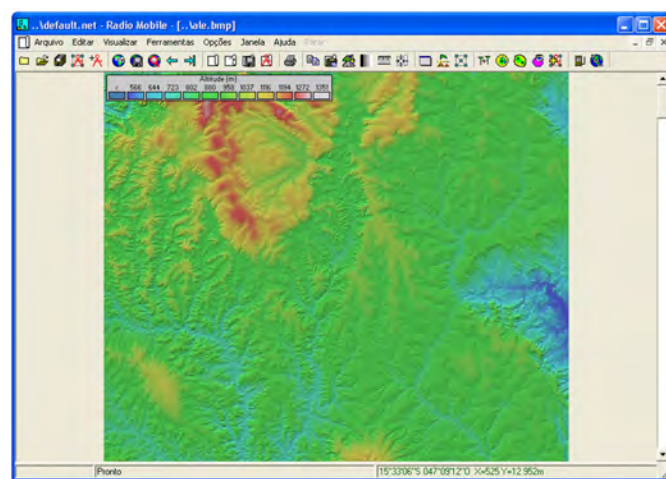 ..\default.net - Radio Mobile - [..\ale.bmp]
Arquivo Editar Visualizar Ferramentas Opções Janela Ajuda Parar
Altitude (m)
< 566 644 723 802 880 958 1037 1116 1194 1272 1351
Pronto
15°33'06"S 047°09'12"O X=525 Y=12 952m